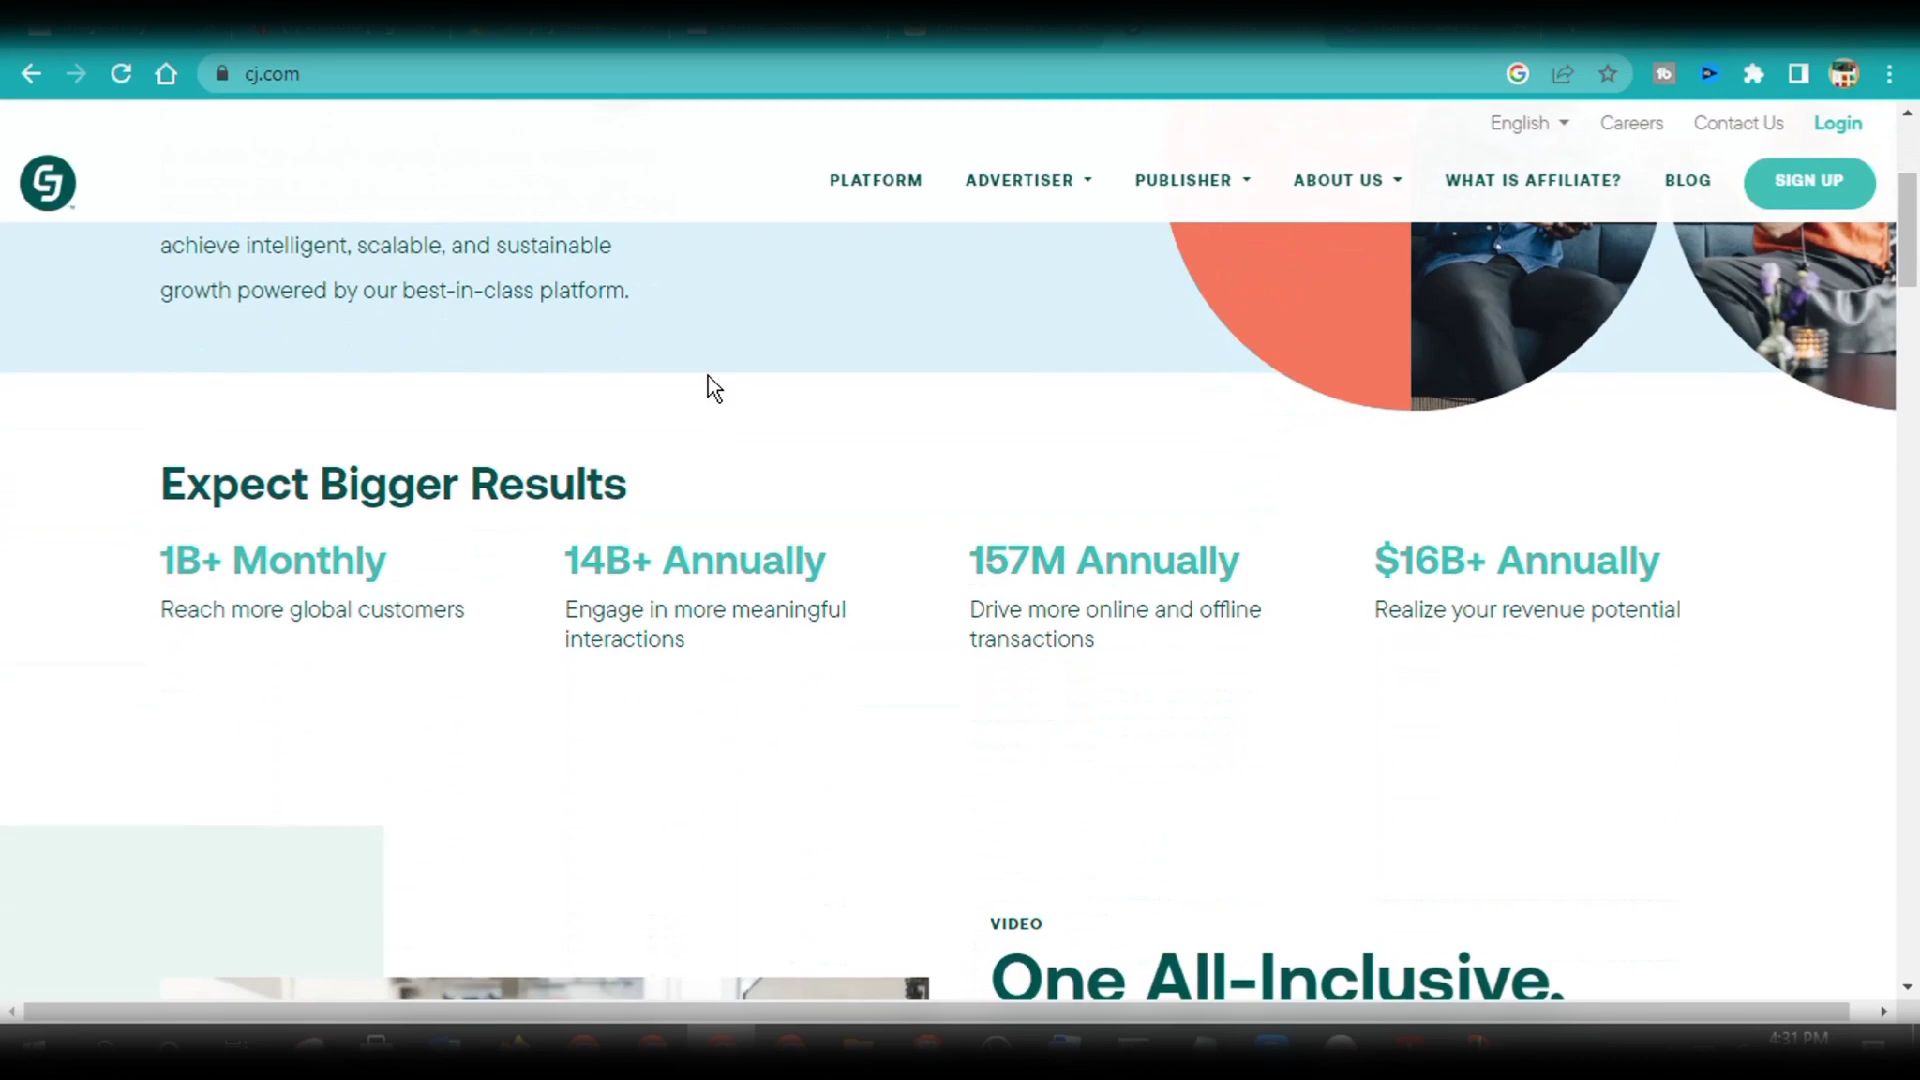 cj.com
English
Careers
Contact Us
Login
CJ
PLATFORM
ADVERTISER
PUBLISHER
ABOUT US
WHAT IS AFFILIATE?
BLOG
SIGN UP
achieve intelligent, scalable, and sustainable
growth powered by our best-in-class platform.
Expect Bigger Results
1B+ Monthly
Reach more global customers
14B+ Annually
Engage in more meaningful
interactions
157M Annually
Drive more online and offline
transactions
$16B+ Annually
Realize your revenue potential
VIDEO
One All-Inclusive.
4:31 PM